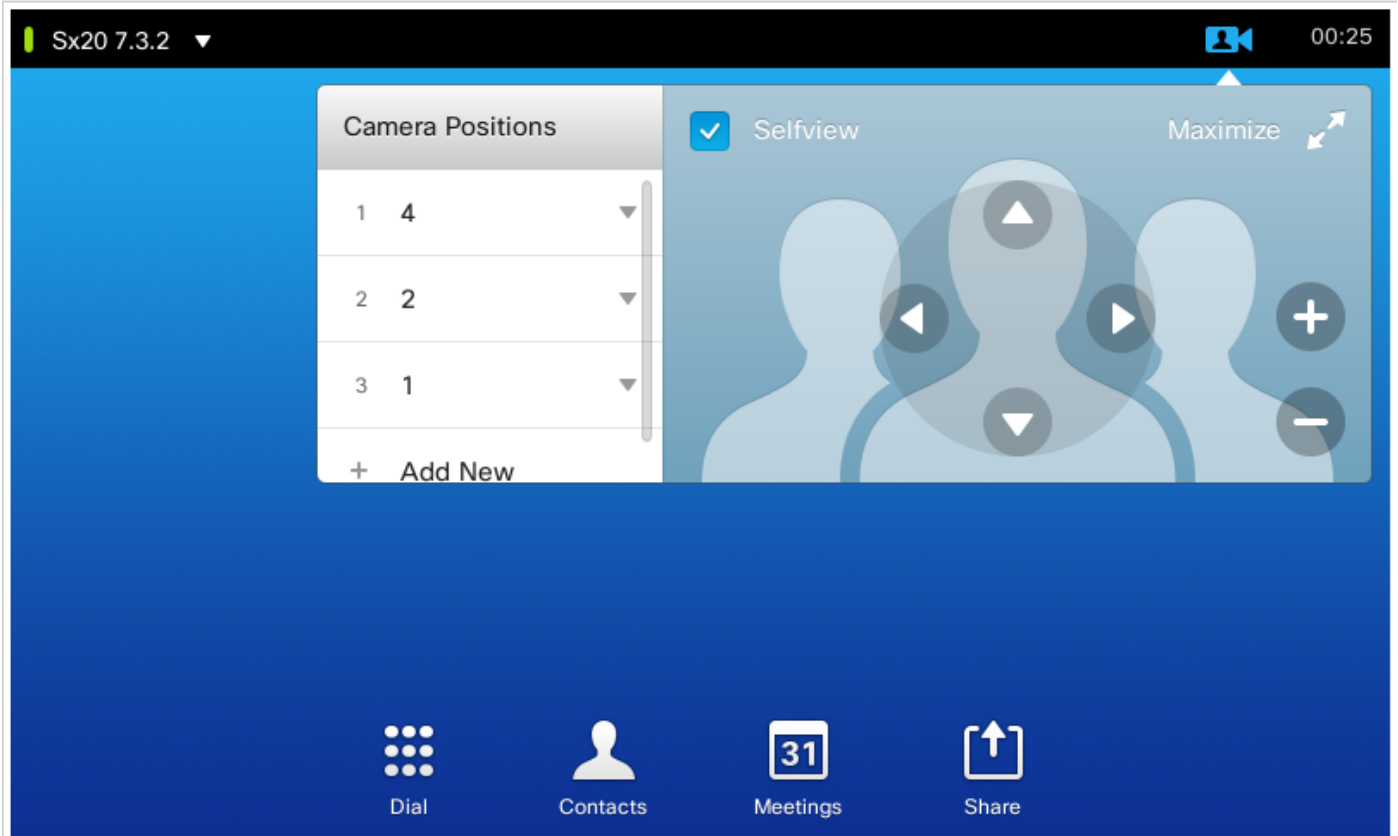 Sx20 7.3.2
00:25
Camera Positions
Selfview
Maximize
1 4
2 2
3 1
+ Add New
31
Dial
Contacts
Meetings
Share